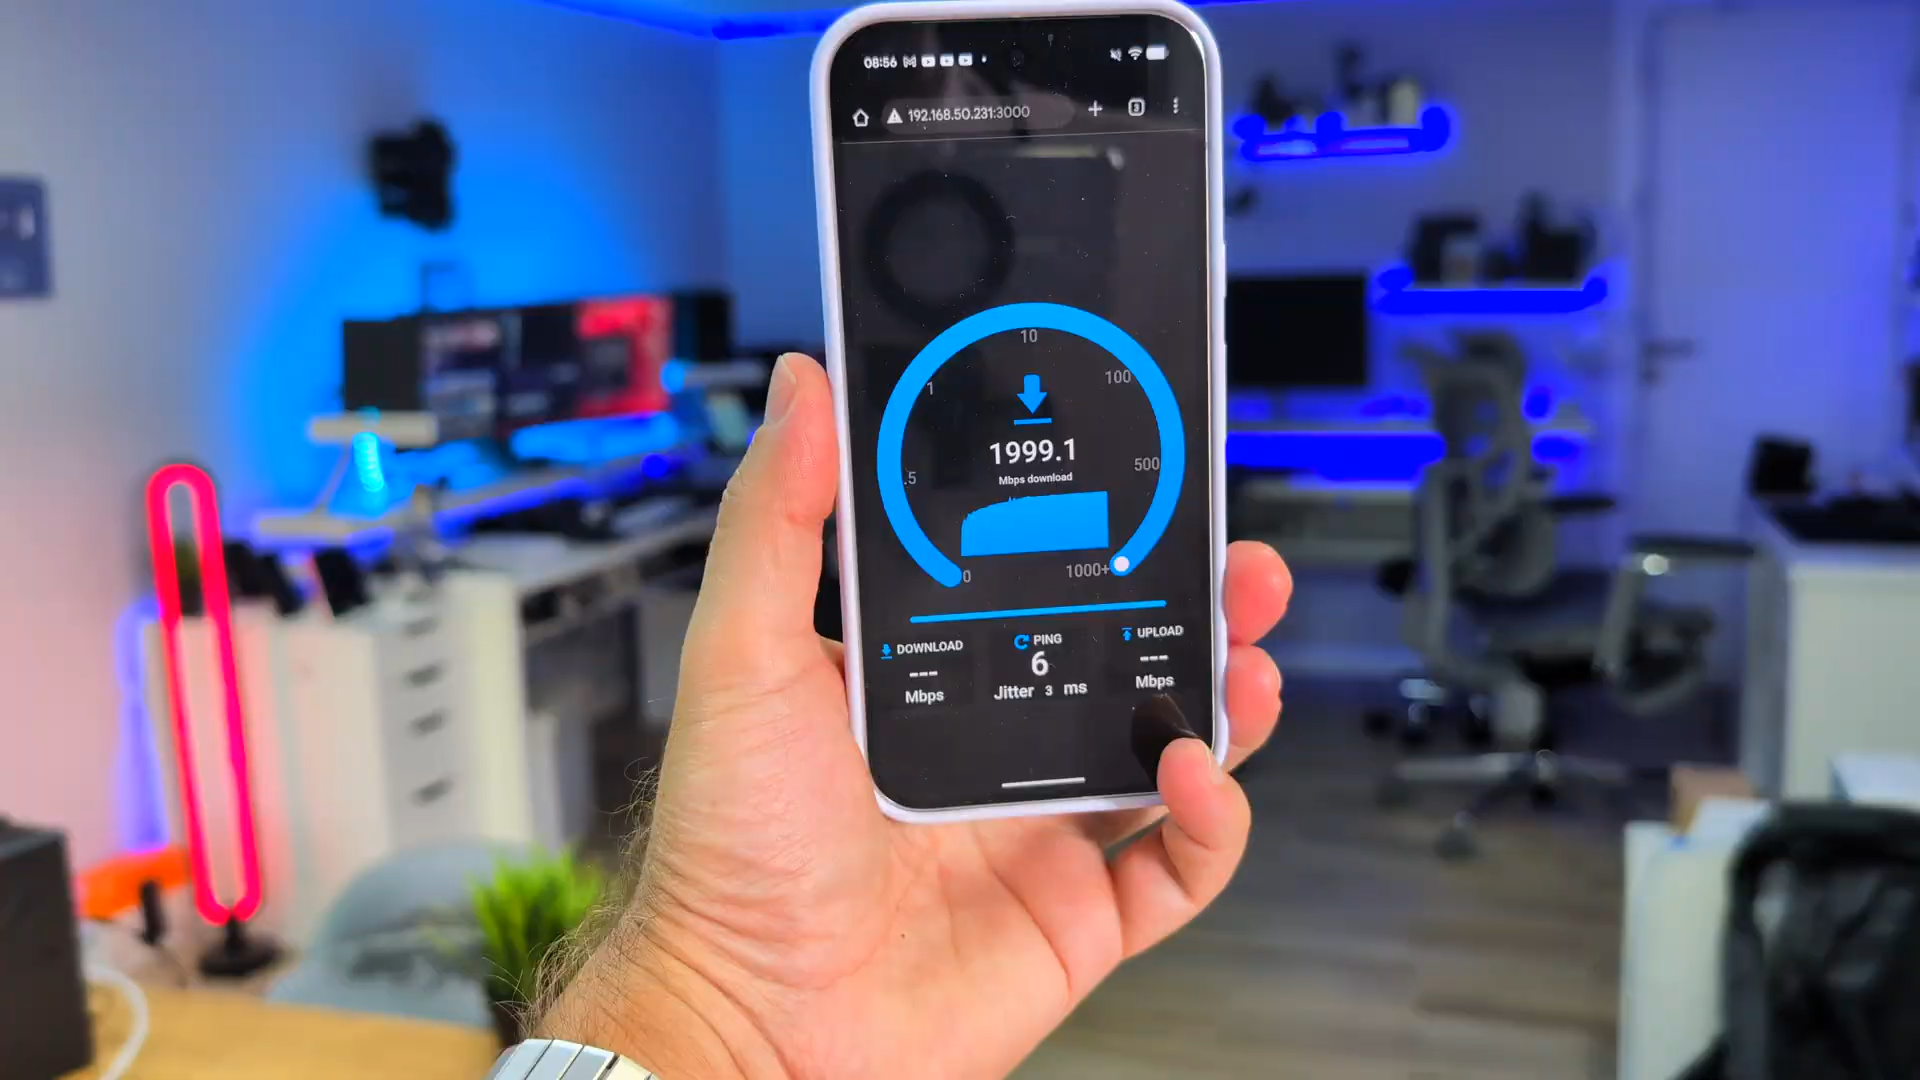 08:56
192.168.50.231:3000
3
10
1
100
1999.1
.5
500
Mbps download
0
1000+
DOWNLOAD
PING
UPLOAD
---
6
---
Mbps
Jitter 3 ms
Mbps